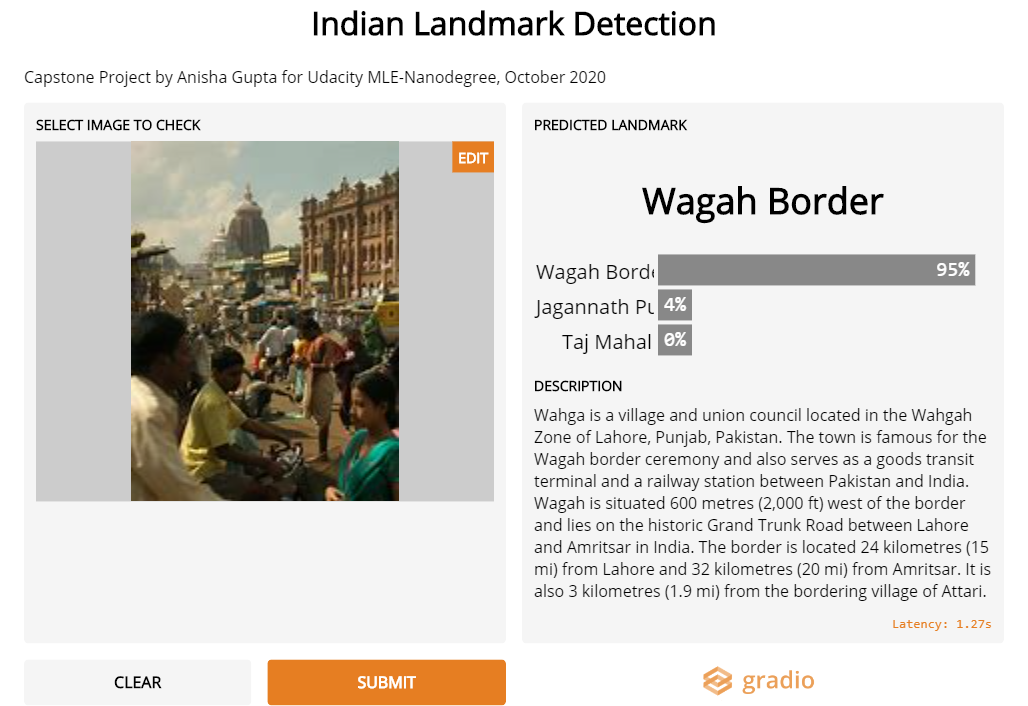 Indian Landmark Detection
Capstone Project by Anisha Gupta for Udacity MLE-Nanodegree, October 2020
SELECT IMAGE TO CHECK
EDIT
PREDICTED LANDMARK
Wagah Border
Wagah Borde 95%
Jagannath Pu 4%
Taj Mahal 0%
DESCRIPTION
Wahga is a village and union council located in the Wahgah
Zone of Lahore, Punjab, Pakistan. The town is famous for the
Wagah border ceremony and also serves as a goods transit
terminal and a railway station between Pakistan and India.
Wagah is situated 600 metres (2,000 ft) west of the border
and lies on the historic Grand Trunk Road between Lahore
and Amritsar in India. The border is located 24 kilometres (15
mi) from Lahore and 32 kilometres (20 mi) from Amritsar. It is
also 3 kilometres (1.9 mi) from the bordering village of Attari.
Latency: 1.27s
CLEAR
SUBMIT
gradio